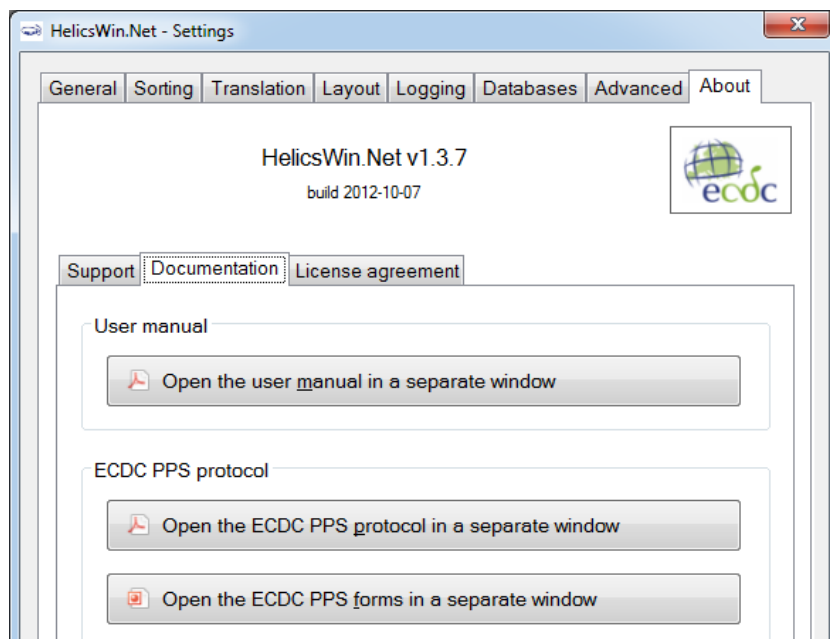 HelicsWin.Net - Settings
General Sorting Translation Layout Logging Databases Advanced About
HelicsWin.Net v1.3.7
build 2012-10-07
ecdc
Support Documentation License agreement
User manual
Open the user manual in a separate window
ECDC PPS protocol
Open the ECDC PPS protocol in a separate window
Open the ECDC PPS forms in a separate window